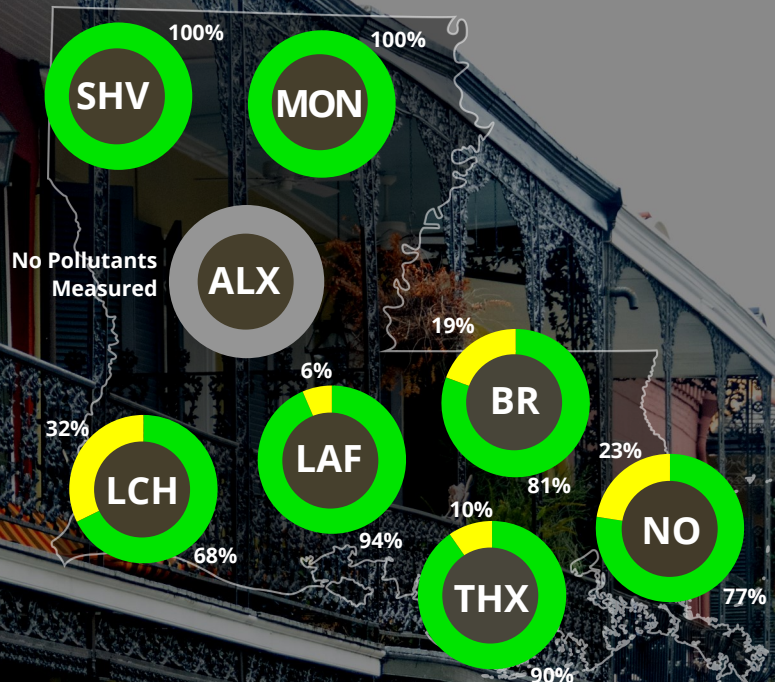 100%
100%
SHV
MON
No Pollutants
Measured
ALX
19%
6%
BR
32%
LAF
23%
LCH
81%
10%
NO
94%
68%
THX
77%
90%